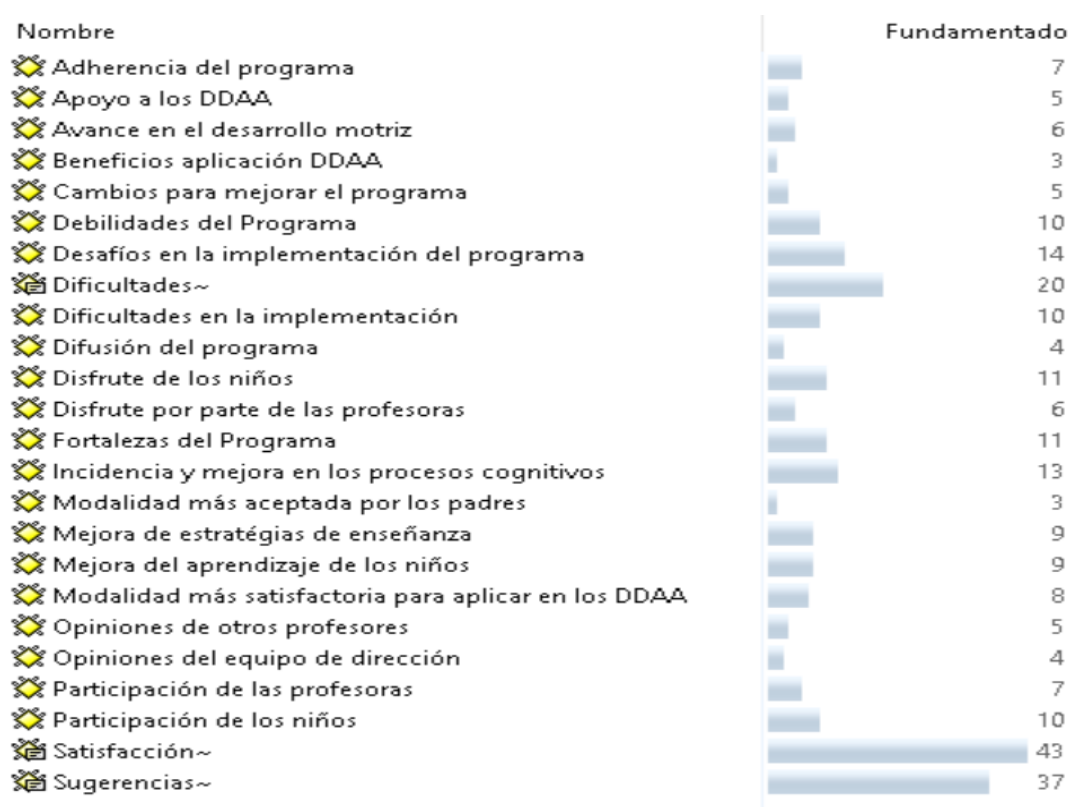 Nombre Fundamentado
Adherencia del programa 7
Apoyo a los DDAA 5
Avance en el desarrollo motriz 6
Beneficios aplicación DDAA 3
Cambios para mejorar el programa 5
Debilidades del Programa 10
Desafíos en la implementación del programa 14
Dificultades~ 20
Dificultades en la implementación 10
Difusión del programa 4
Disfrute de los niños 11
Disfrute por parte de las profesoras 6
Fortalezas del Programa 11
Incidencia y mejora en los procesos cognitivos 13
Modalidad más aceptada por los padres 3
Mejora de estratégias de enseñanza 9
Mejora del aprendizaje de los niños 9
Modalidad más satisfactoria para aplicar en los DDAA 8
Opiniones de otros profesores 5
Opiniones del equipo de dirección 4
Participación de las profesoras 7
Participación de los niños 10
Satisfacción~ 43
Sugerencias~ 37